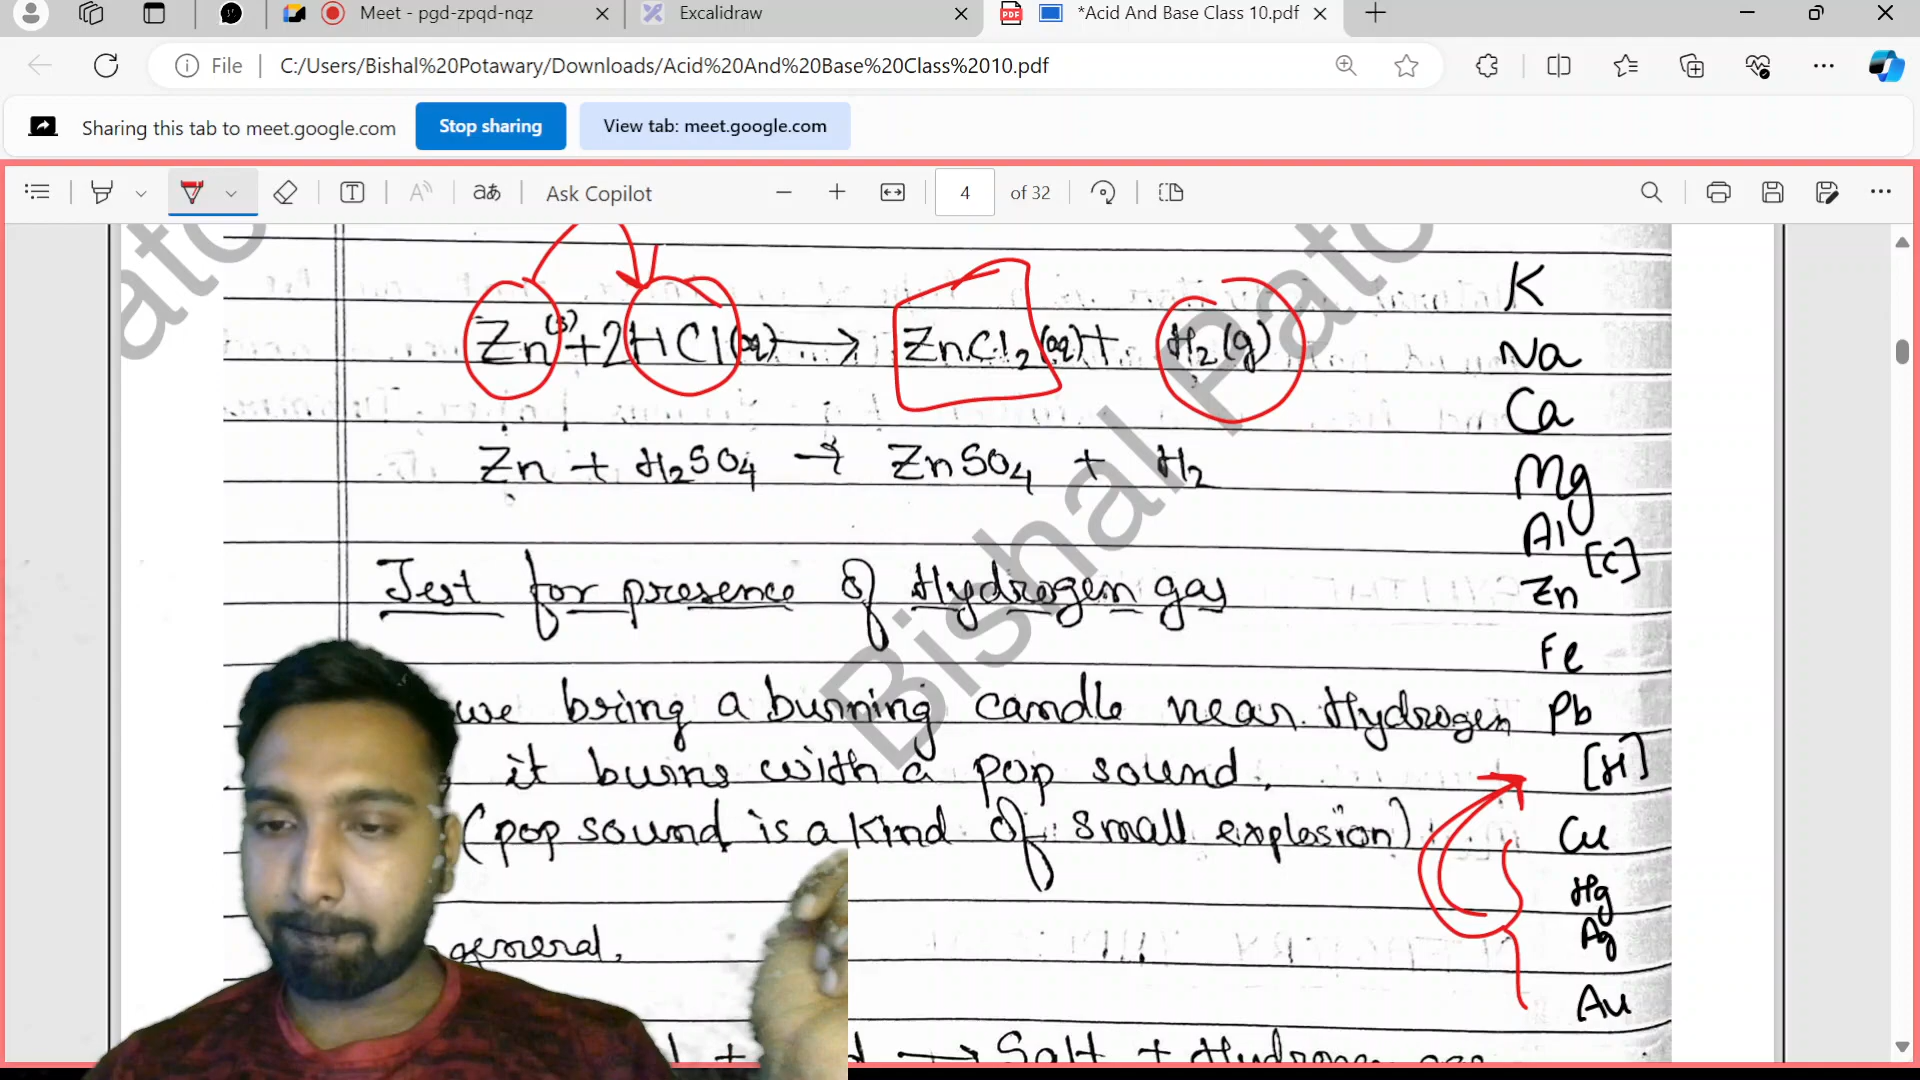 Meet - pgd-zpqd-nqz
Excalidraw
*Acid And Base Class 10.pdf
File
C:/Users/Bishal%20Potawary/Downloads/Acid%20And%20Base%20Class%2010.pdf
Sharing this tab to meet.google.com
Stop sharing
View tab: meet.google.com
Ask Copilot
4 of 32
Zn(s) + 2HCl(aq) → ZnCl₂(aq) + H₂(g)
Zn + H₂SO₄ → ZnSO₄ + H₂
Test for presence of Hydrogen gas
we bring a burning candle near Hydrogen
it burns with a pop sound.
(pop sound is a kind of small explosion)
general,
→ Salt + Hydrogen gas
K
Na
Ca
Mg
Al
[C]
Zn
Fe
Pb
[H]
Cu
Hg
Ag
Au
Bishal